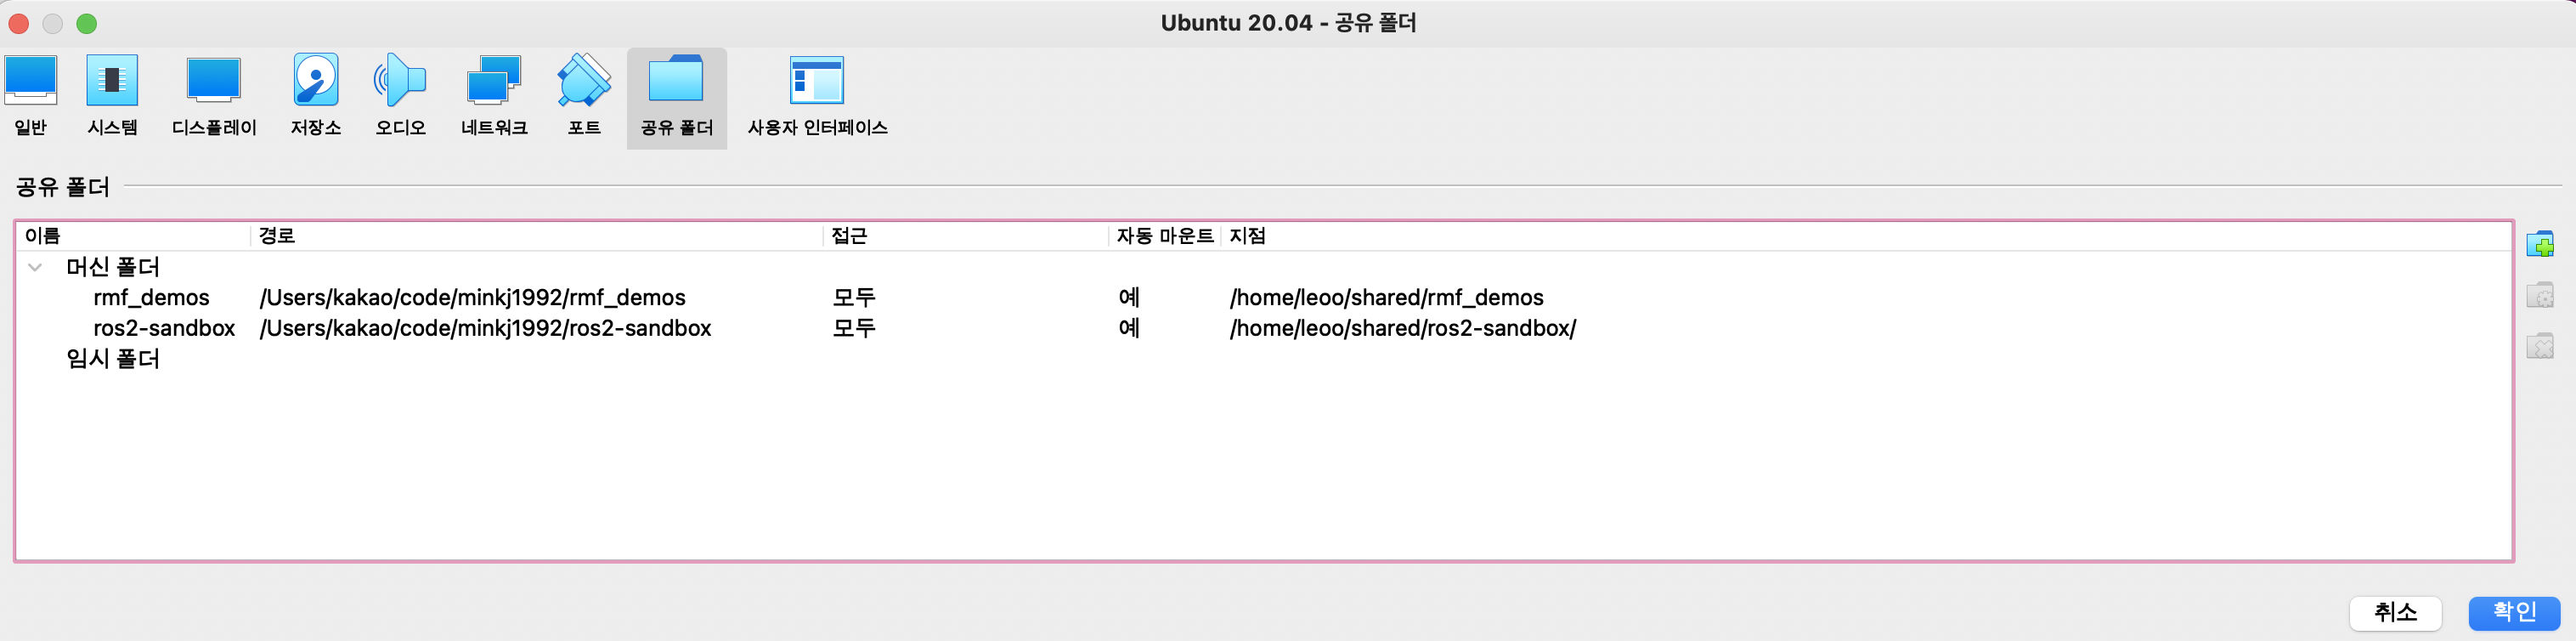 Ubuntu 20.04 - 공유 폴더
일반 시스템 디스플레이 저장소 오디오 네트워크 포트 공유 폴더 사용자 인터페이스
공유 폴더
이름 경로 접근 자동 마운트 지점
머신 폴더
rmf_demos /Users/kakao/code/minkj1992/rmf_demos 모두 예 /home/leoo/shared/rmf_demos
ros2-sandbox /Users/kakao/code/minkj1992/ros2-sandbox 모두 예 /home/leoo/shared/ros2-sandbox/
임시 폴더
취소 확인